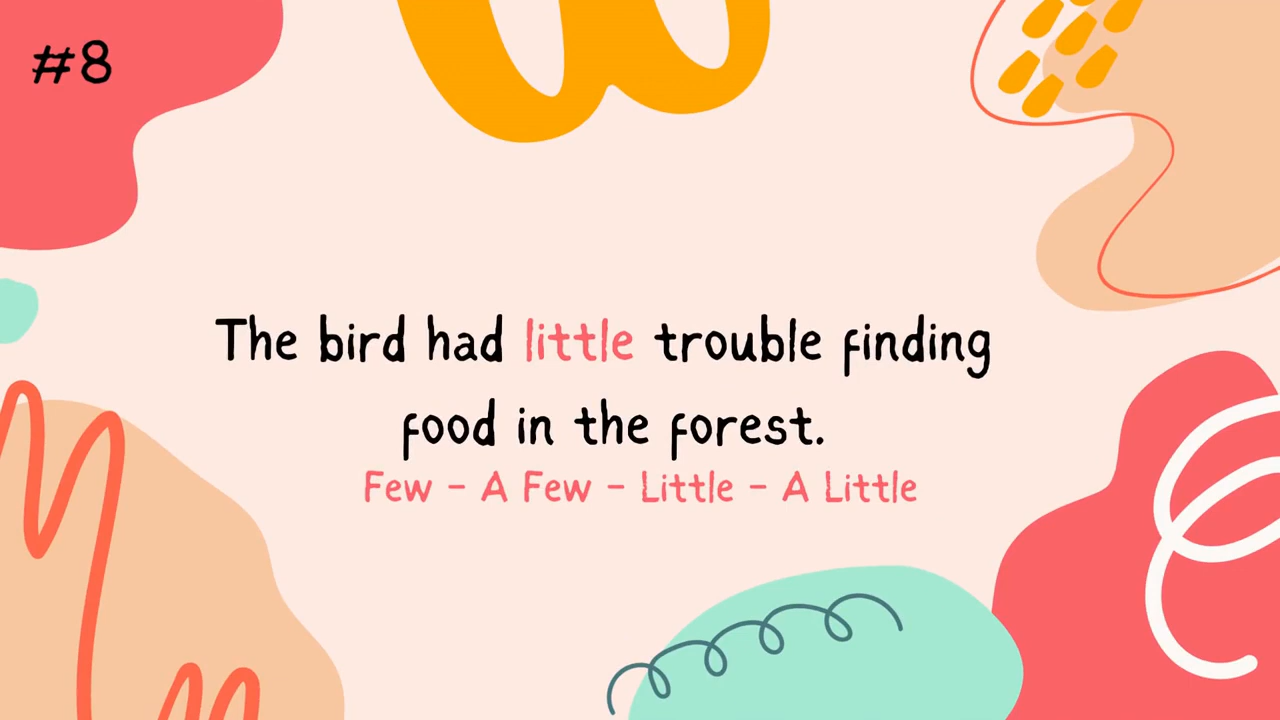 #8
The bird had little trouble finding
food in the forest.
Few - A Few - Little - A Little